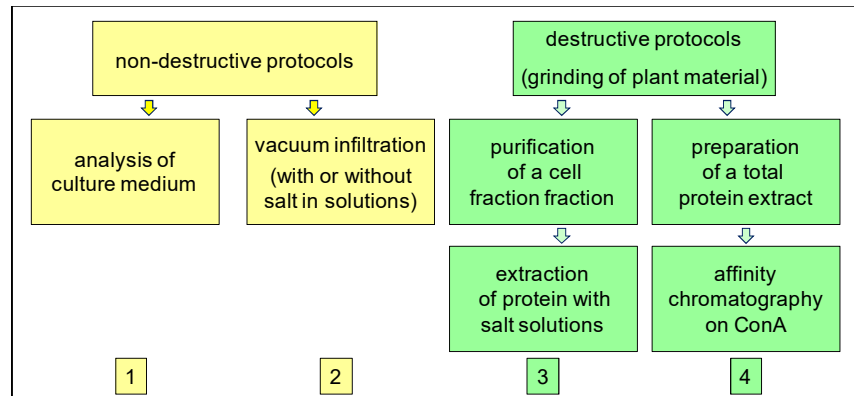 non-destructive protocols
destructive protocols
(grinding of plant material)
analysis of
culture medium
vacuum infiltration
(with or without
salt in solutions)
purification
of a cell
fraction fraction
preparation
of a total
protein extract
extraction
of protein with
salt solutions
affinity
chromatography
on ConA
1
2
3
4